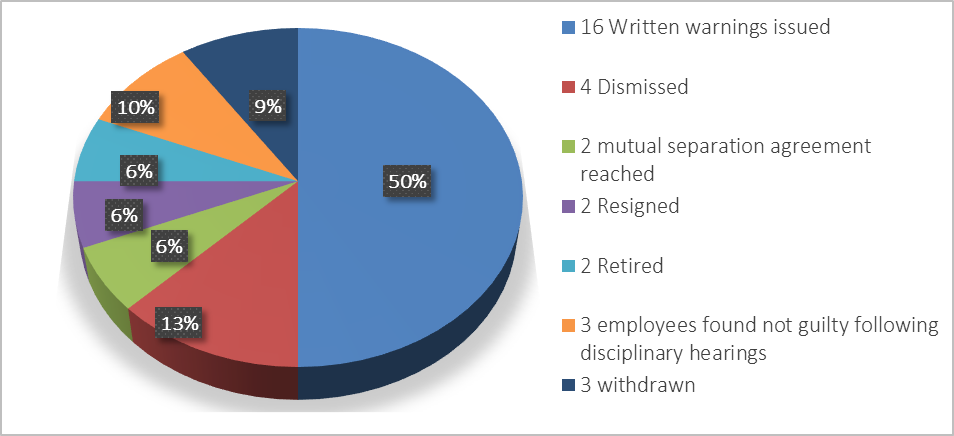 16 Written warnings issued
4 Dismissed
2 mutual separation agreement
reached
2 Resigned
2 Retired
3 employees found not guilty following
disciplinary hearings
3 withdrawn
50%
13%
6%
6%
6%
10%
9%